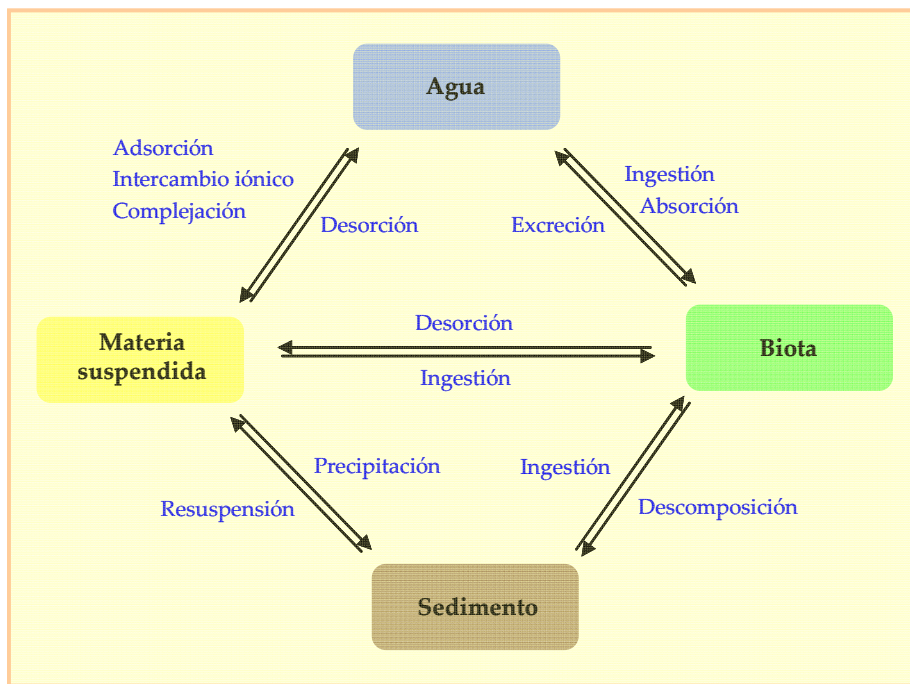 Agua
Adsorción
Intercambio iónico
Complejación
Desorción
Ingestión
Absorción
Excreción
Desorción
Materia
suspendida
Biota
Ingestión
Precipitación
Ingestión
Resuspensión
Descomposición
Sedimento